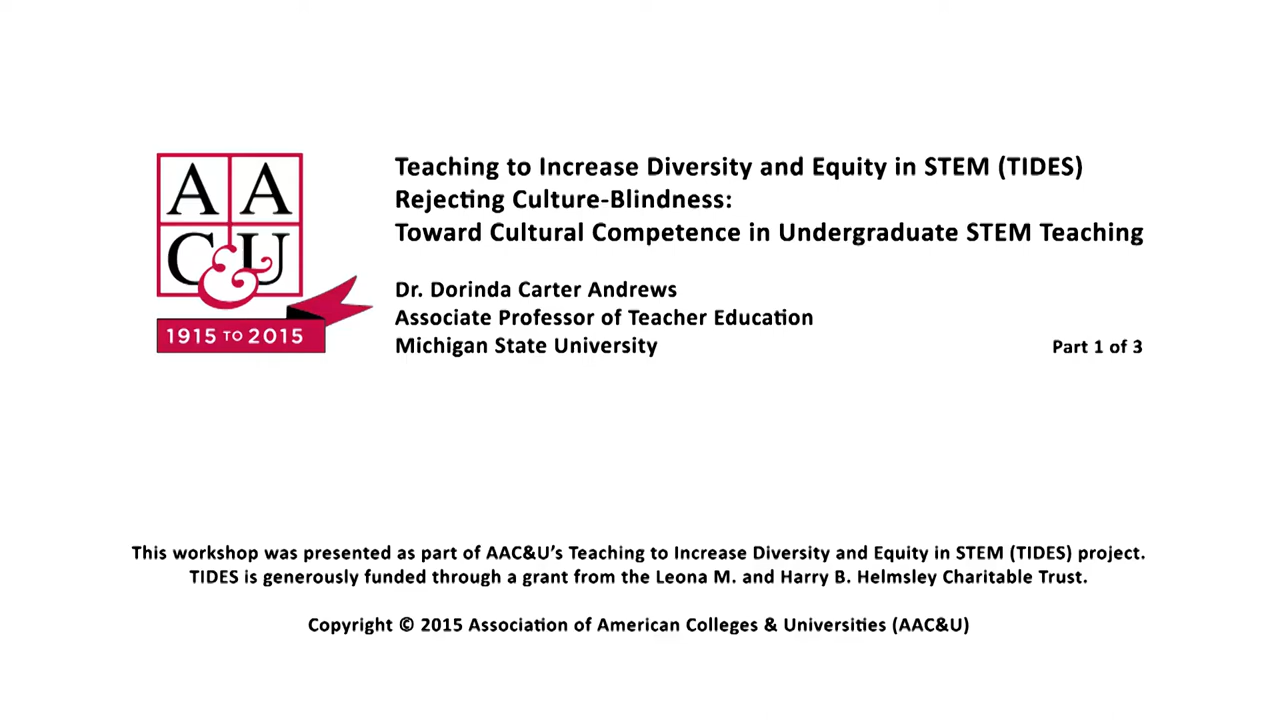 A A
C & U
1915 TO 2015
Teaching to Increase Diversity and Equity in STEM (TIDES)
Rejecting Culture-Blindness:
Toward Cultural Competence in Undergraduate STEM Teaching
Dr. Dorinda Carter Andrews
Associate Professor of Teacher Education
Michigan State University
Part 1 of 3
This workshop was presented as part of AAC&U’s Teaching to Increase Diversity and Equity in STEM (TIDES) project.
TIDES is generously funded through a grant from the Leona M. and Harry B. Helmsley Charitable Trust.
Copyright © 2015 Association of American Colleges & Universities (AAC&U)